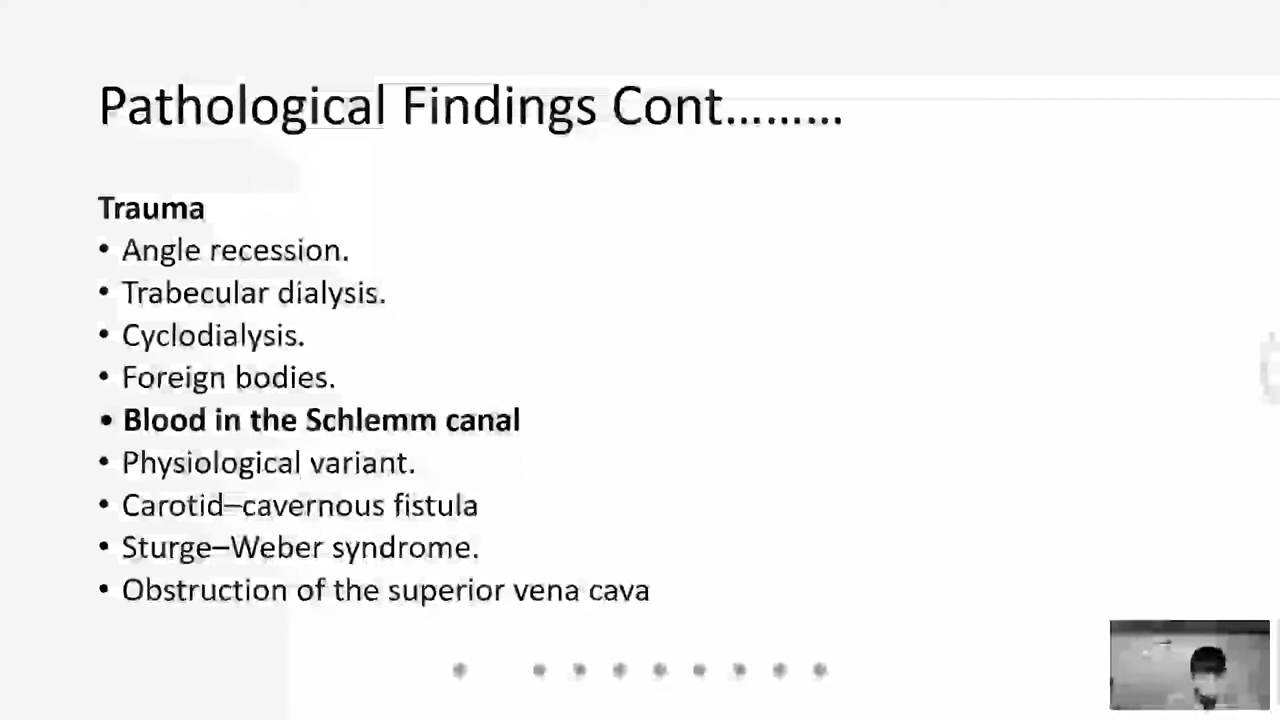 Pathological Findings Cont.........
Trauma
• Angle recession.
• Trabecular dialysis.
• Cyclodialysis.
• Foreign bodies.
• Blood in the Schlemm canal
• Physiological variant.
• Carotid–cavernous fistula
• Sturge–Weber syndrome.
• Obstruction of the superior vena cava